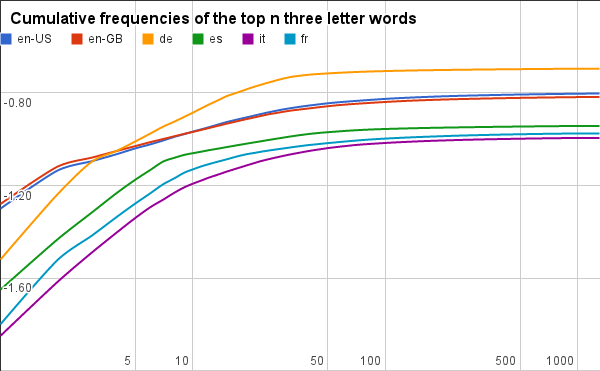 Cumulative frequencies of the top n three letter words
en-US en-GB de es it fr
-0.80
-1.20
-1.60
5 10 50 100 500 1000